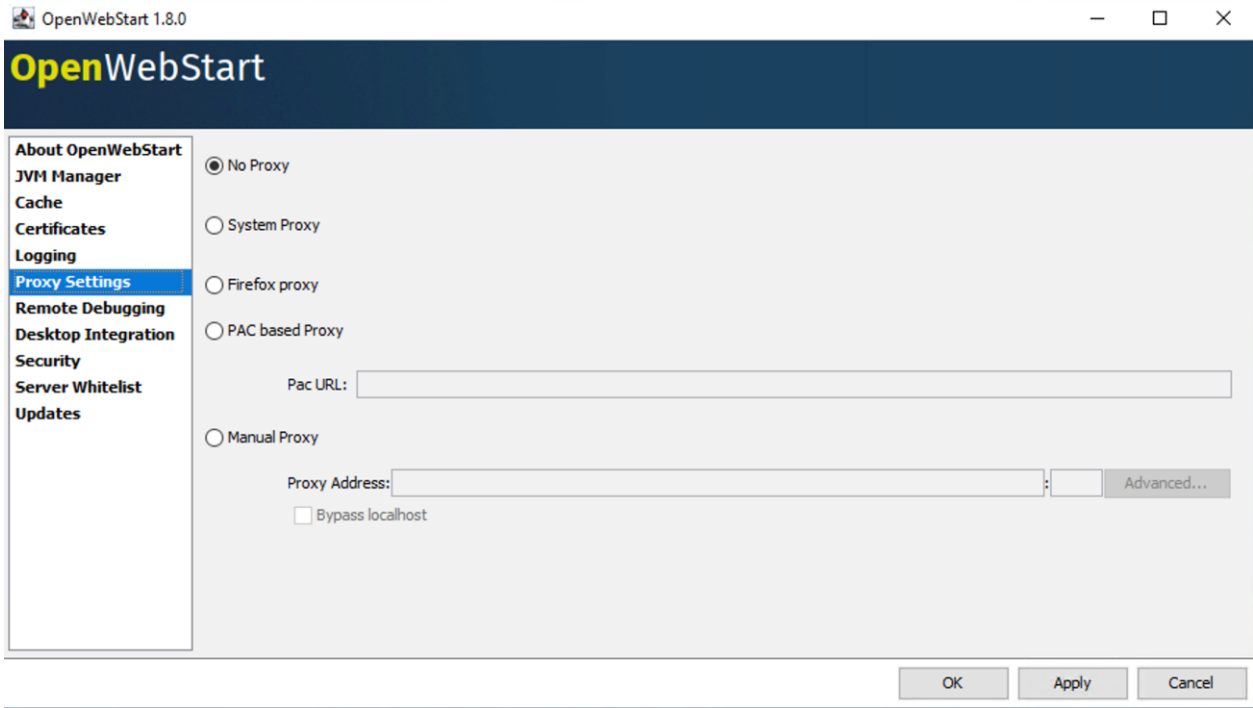 OpenWebStart 1.8.0
OpenWebStart
About OpenWebStart
JVM Manager
Cache
Certificates
Logging
Proxy Settings
Remote Debugging
Desktop Integration
Security
Server Whitelist
Updates
No Proxy
System Proxy
Firefox proxy
PAC based Proxy
Pac URL:
Manual Proxy
Proxy Address: : Advanced...
Bypass localhost
OK Apply Cancel